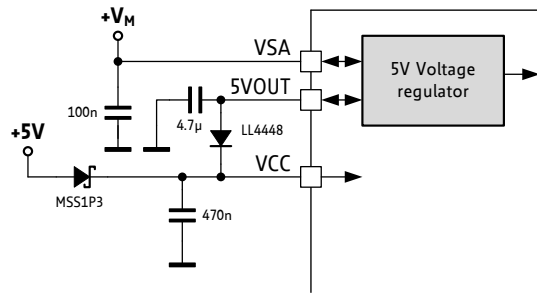 +VM
VSA
5V Voltage
regulator
5VOUT
100n
4.7µ
LL4448
+5V
VCC
MSS1P3
470n